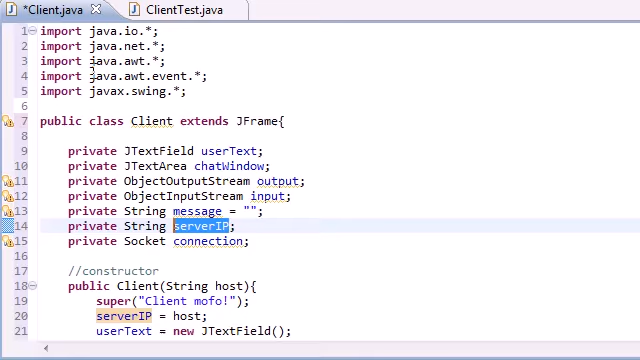 *Client.java ClientTest.java
1 import java.io.*;
2 import java.net.*;
3 import java.awt.*;
4 import java.awt.event.*;
5 import javax.swing.*;
6
7 public class Client extends JFrame{
8
9 private JTextField userText;
10 private JTextArea chatWindow;
11 private ObjectOutputStream output;
12 private ObjectInputStream input;
13 private String message = "";
14 private String serverIP;
15 private Socket connection;
16
17 //constructor
18 public Client(String host){
19 super("Client mofo!");
20 serverIP = host;
21 userText = new JTextField();